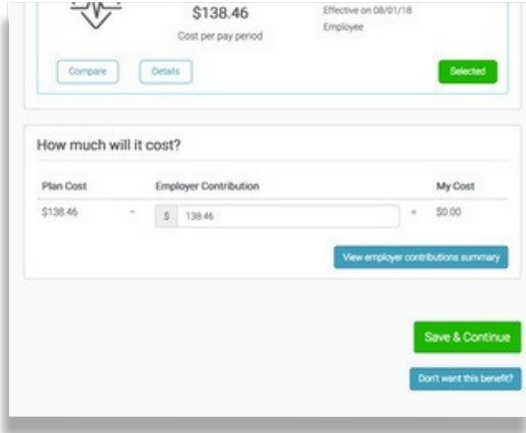 $138.46
Effective on 08/01/18
Cost per pay period
Employee
Compare
Details
Selected
How much will it cost?
Plan Cost Employer Contribution My Cost
$138.46 - $ 138.46 = $0.00
View employer contributions summary
Save & Continue
Don't want this benefit?